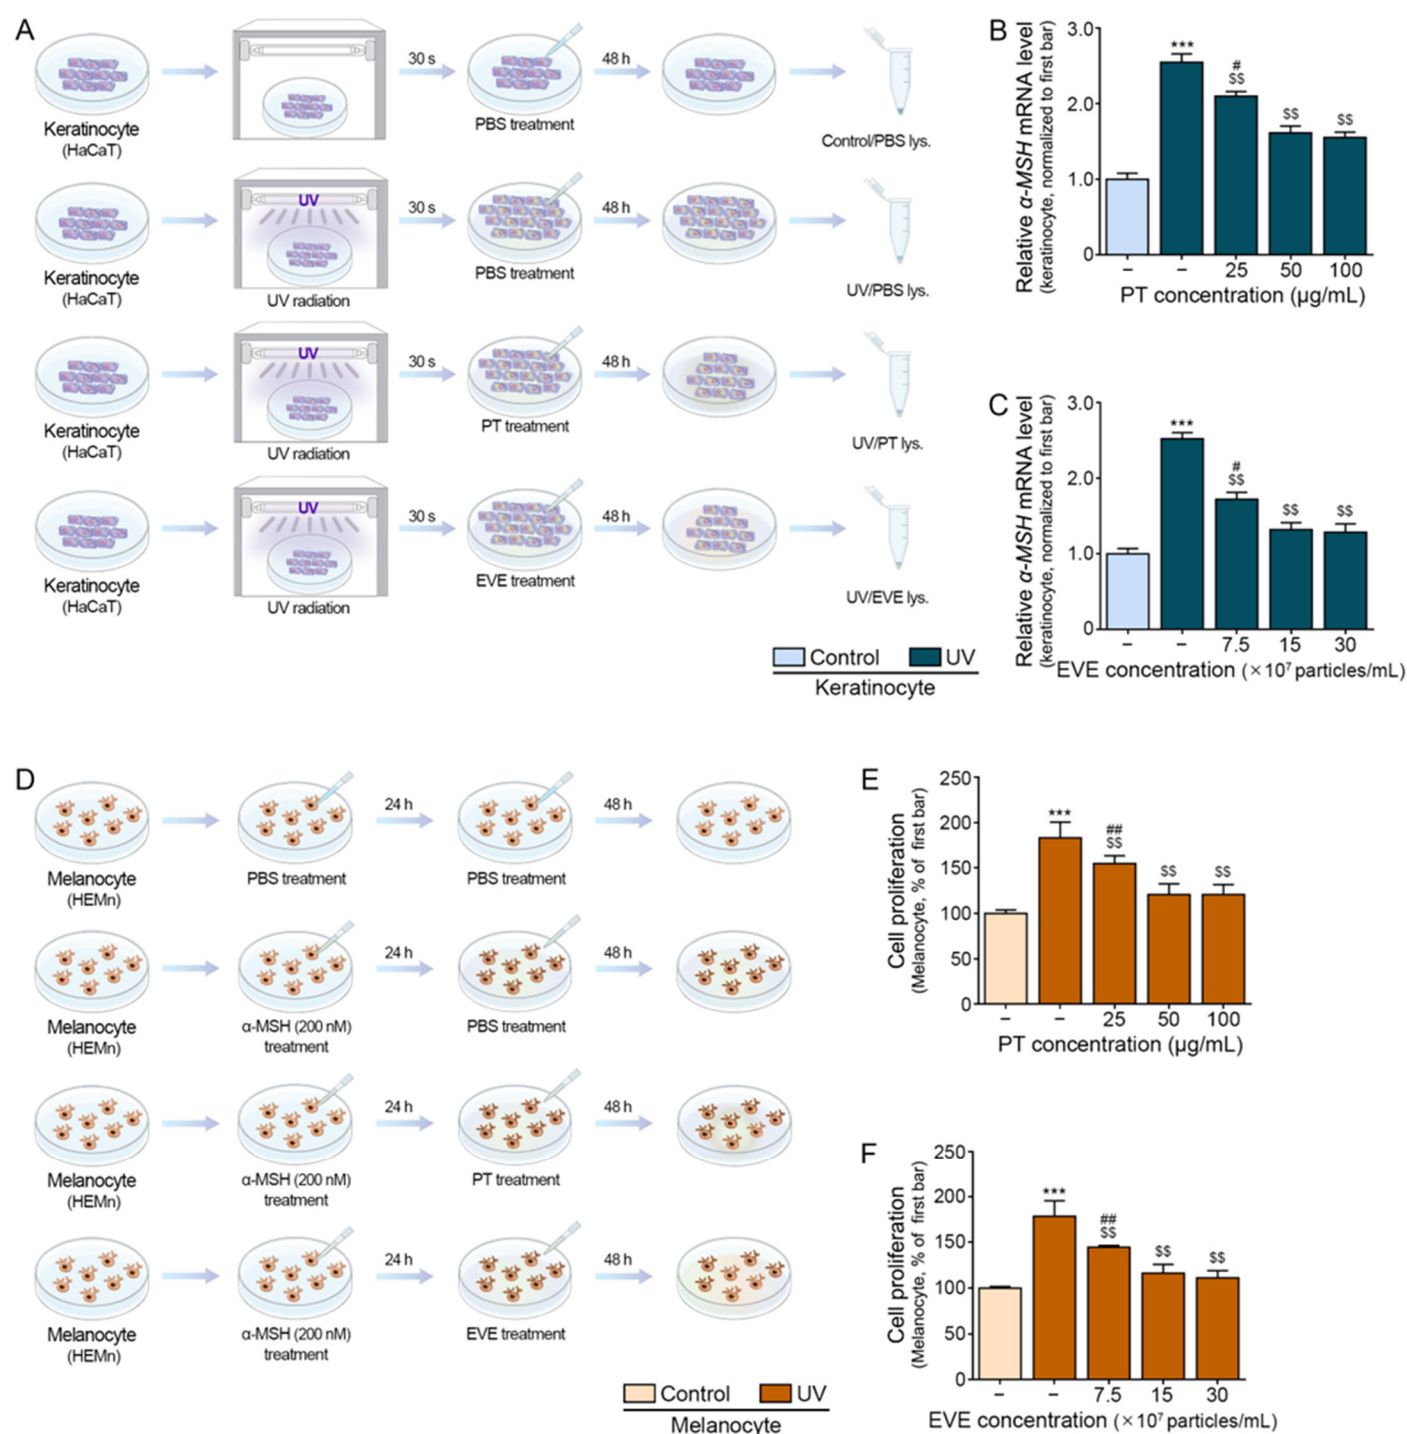 A
30 s
48 h
Keratinocyte
(HaCaT)
PBS treatment
Control/PBS lys.
UV
30 s
48 h
Keratinocyte
(HaCaT)
UV radiation
PBS treatment
UV/PBS lys.
UV
30 s
48 h
Keratinocyte
(HaCaT)
UV radiation
PT treatment
UV/PT lys.
UV
30 s
48 h
Keratinocyte
(HaCaT)
UV radiation
EVE treatment
UV/EVE lys.
Control UV
Keratinocyte
B
Relative α-MSH mRNA level
(keratinocyte, normalized to first bar)
3.0
2.0
1.0
0
***
#
$$
$$
$$
– – 25 50 100
PT concentration (µg/mL)
C
Relative α-MSH mRNA level
(keratinocyte, normalized to first bar)
3.0
2.0
1.0
0
***
#
$$
$$
$$
– – 7.5 15 30
EVE concentration (×10⁷ particles/mL)
D
24 h
48 h
Melanocyte
(HEMn)
PBS treatment
PBS treatment
24 h
48 h
Melanocyte
(HEMn)
α-MSH (200 nM)
treatment
PBS treatment
24 h
48 h
Melanocyte
(HEMn)
α-MSH (200 nM)
treatment
PT treatment
24 h
48 h
Melanocyte
(HEMn)
α-MSH (200 nM)
treatment
EVE treatment
Control UV
Melanocyte
E
Cell proliferation
(Melanocyte, % of first bar)
250
200
150
100
50
0
***
##
$$
$$
$$
– – 25 50 100
PT concentration (µg/mL)
F
Cell proliferation
(Melanocyte, % of first bar)
250
200
150
100
50
0
***
##
$$
$$
$$
– – 7.5 15 30
EVE concentration (×10⁷ particles/mL)